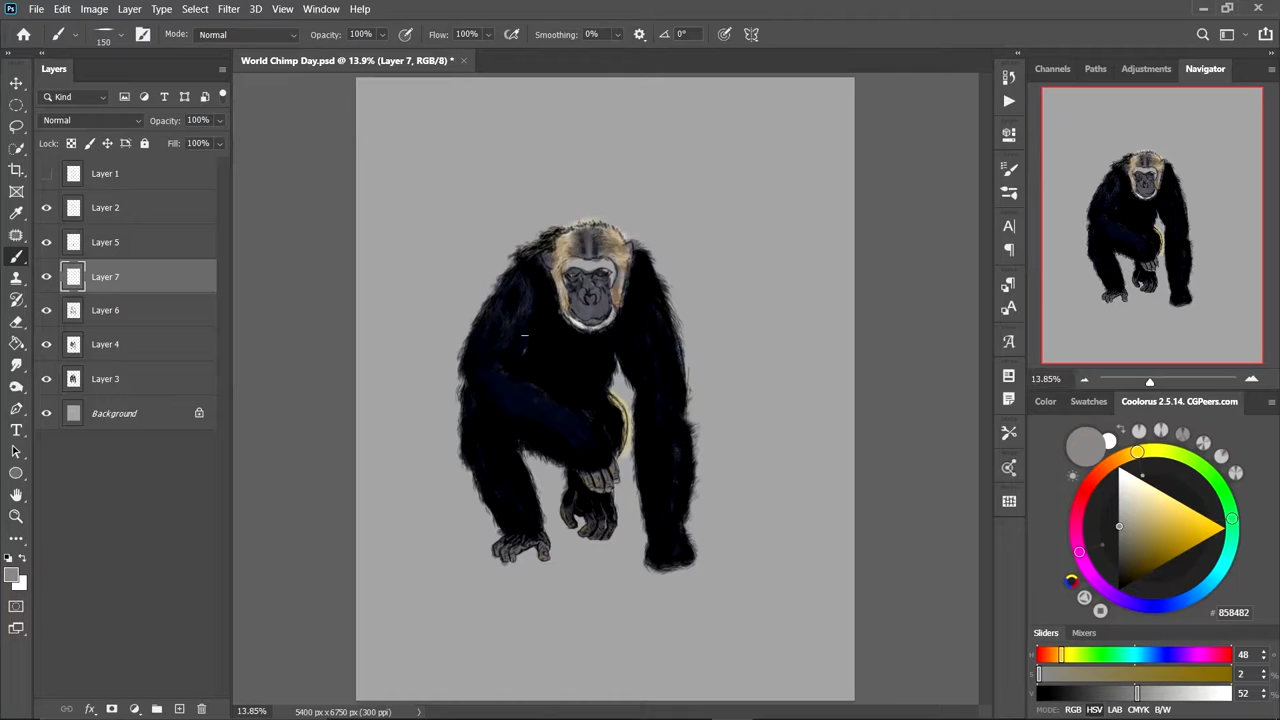 Ps File Edit Image Layer Type Select Filter 3D View Window Help
150 Mode: Normal Opacity: 100% Flow: 100% Smoothing: 0% 0°
Layers
World Chimp Day.psd @ 13.9% (Layer 7, RGB/8) *
Channels Paths Adjustments Navigator
Kind
Normal Opacity: 100%
Lock: Fill: 100%
Layer 1
Layer 2
Layer 5
Layer 7
Layer 6
Layer 4
Layer 3
Background
13.85%
Color Swatches Coolorus 2.5.14. CGPeers.com
# 858482
Sliders Mixers
H 48 °
S 2 %
V 52 %
MODE: RGB HSV LAB CMYK B/W
13.85% 5400 px x 6750 px (300 ppi)